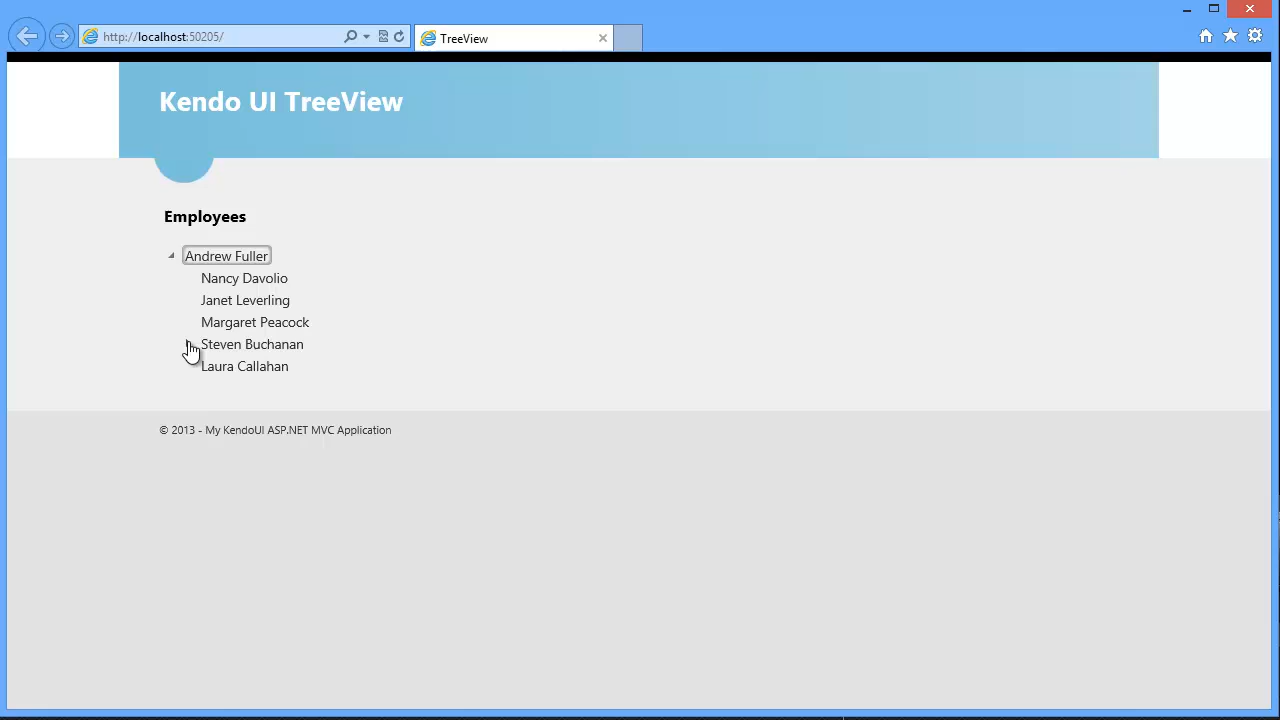 http://localhost:50205/
TreeView
Kendo UI TreeView
Employees
Andrew Fuller
Nancy Davolio
Janet Leverling
Margaret Peacock
Steven Buchanan
Laura Callahan
© 2013 - My KendoUI ASP.NET MVC Application